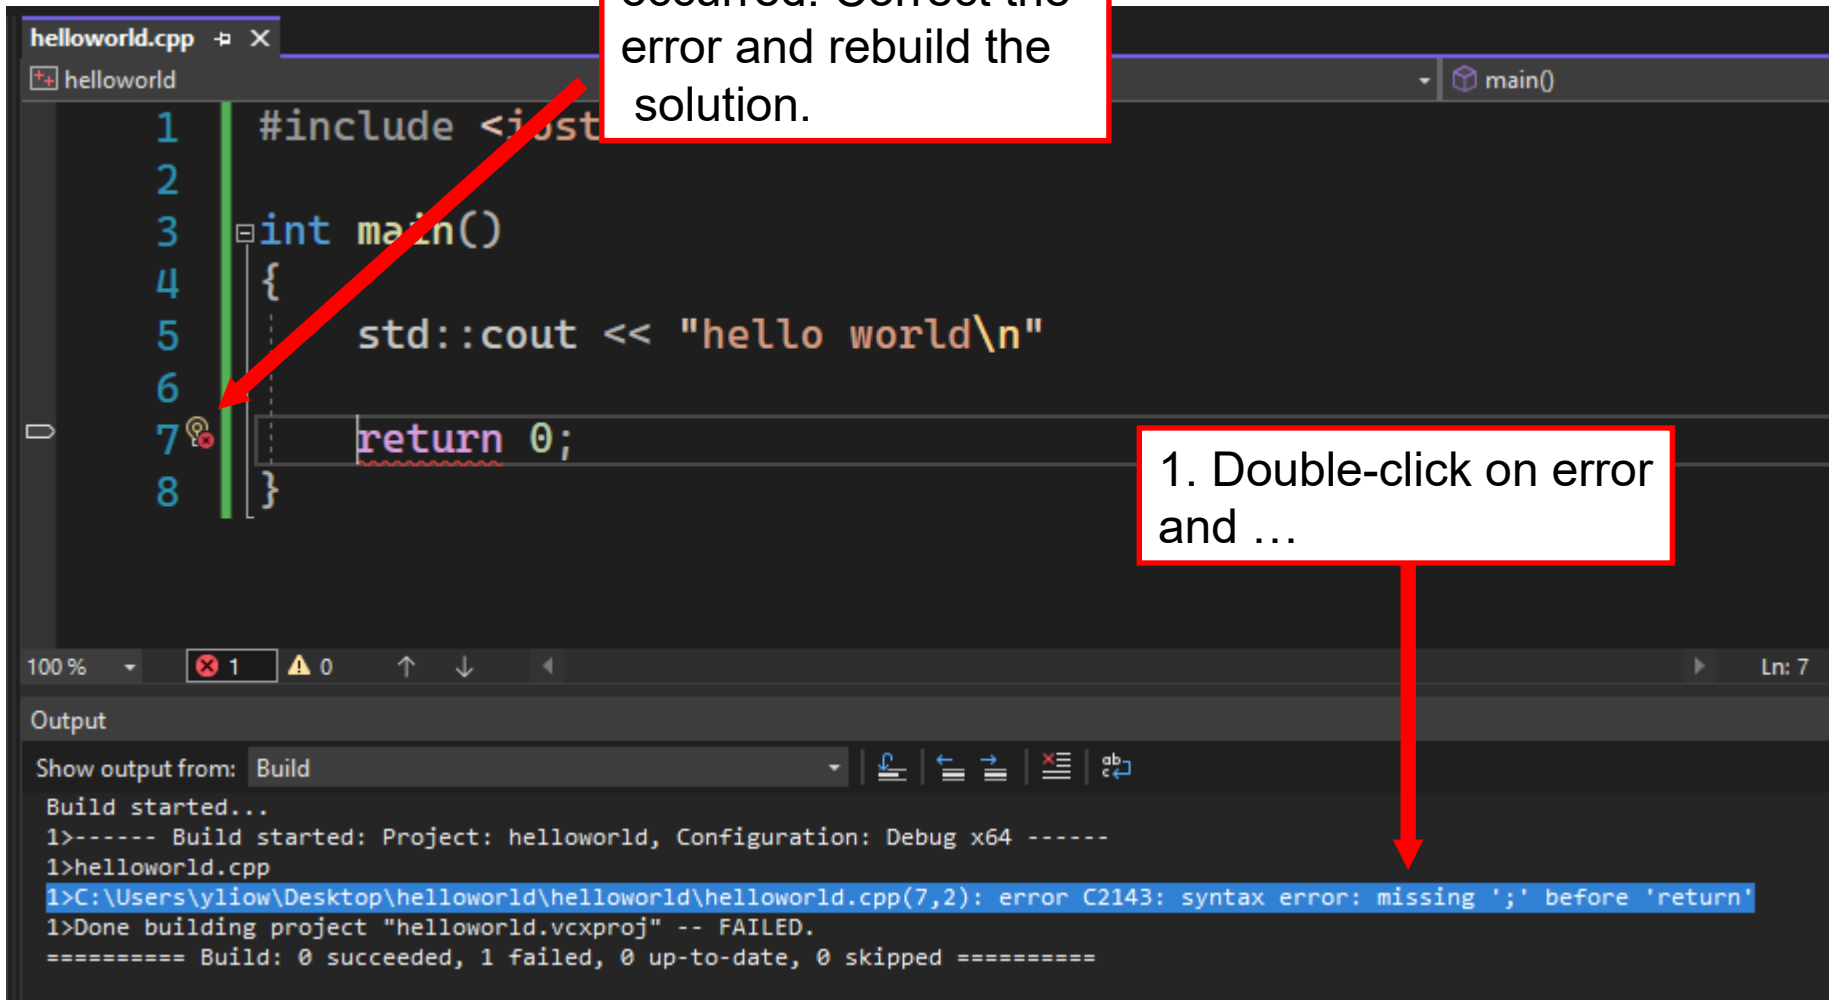 occurred. Correct the
error and rebuild the
solution.
helloworld.cpp
helloworld
main()
1 #include <iost
2
3 int main()
4 {
5 std::cout << "hello world\n"
6
7 return 0;
8 }
1. Double-click on error
and …
100 % 1 0 Ln: 7
Output
Show output from: Build
Build started...
1>------ Build started: Project: helloworld, Configuration: Debug x64 ------
1>helloworld.cpp
1>C:\Users\yliow\Desktop\helloworld\helloworld\helloworld.cpp(7,2): error C2143: syntax error: missing ';' before 'return'
1>Done building project "helloworld.vcxproj" -- FAILED.
========== Build: 0 succeeded, 1 failed, 0 up-to-date, 0 skipped ==========